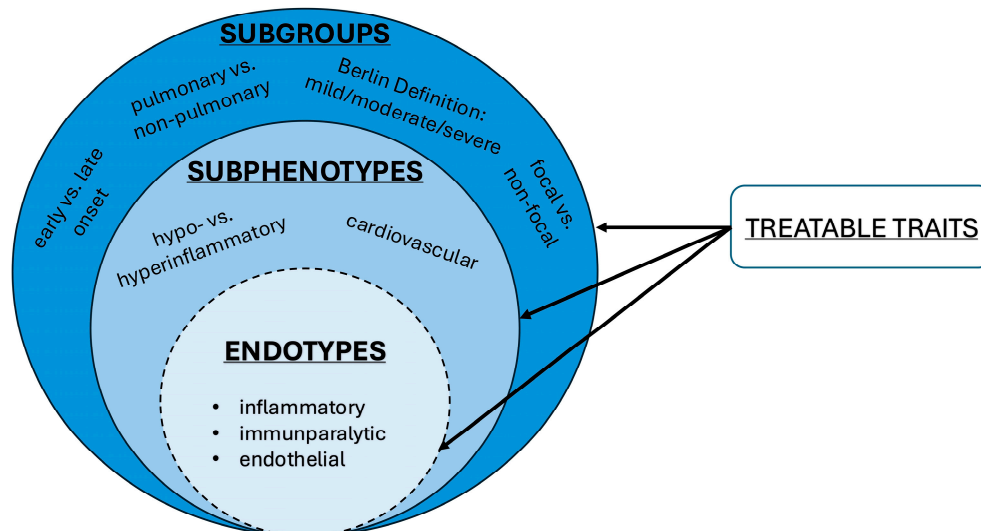 SUBGROUPS
pulmonary vs.
non-pulmonary
Berlin Definition:
mild/moderate/severe
early vs. late
onset
focal vs.
non-focal
SUBPHENOTYPES
hypo- vs.
hyperinflammatory
cardiovascular
TREATABLE TRAITS
ENDOTYPES
• inflammatory
• immunparalytic
• endothelial